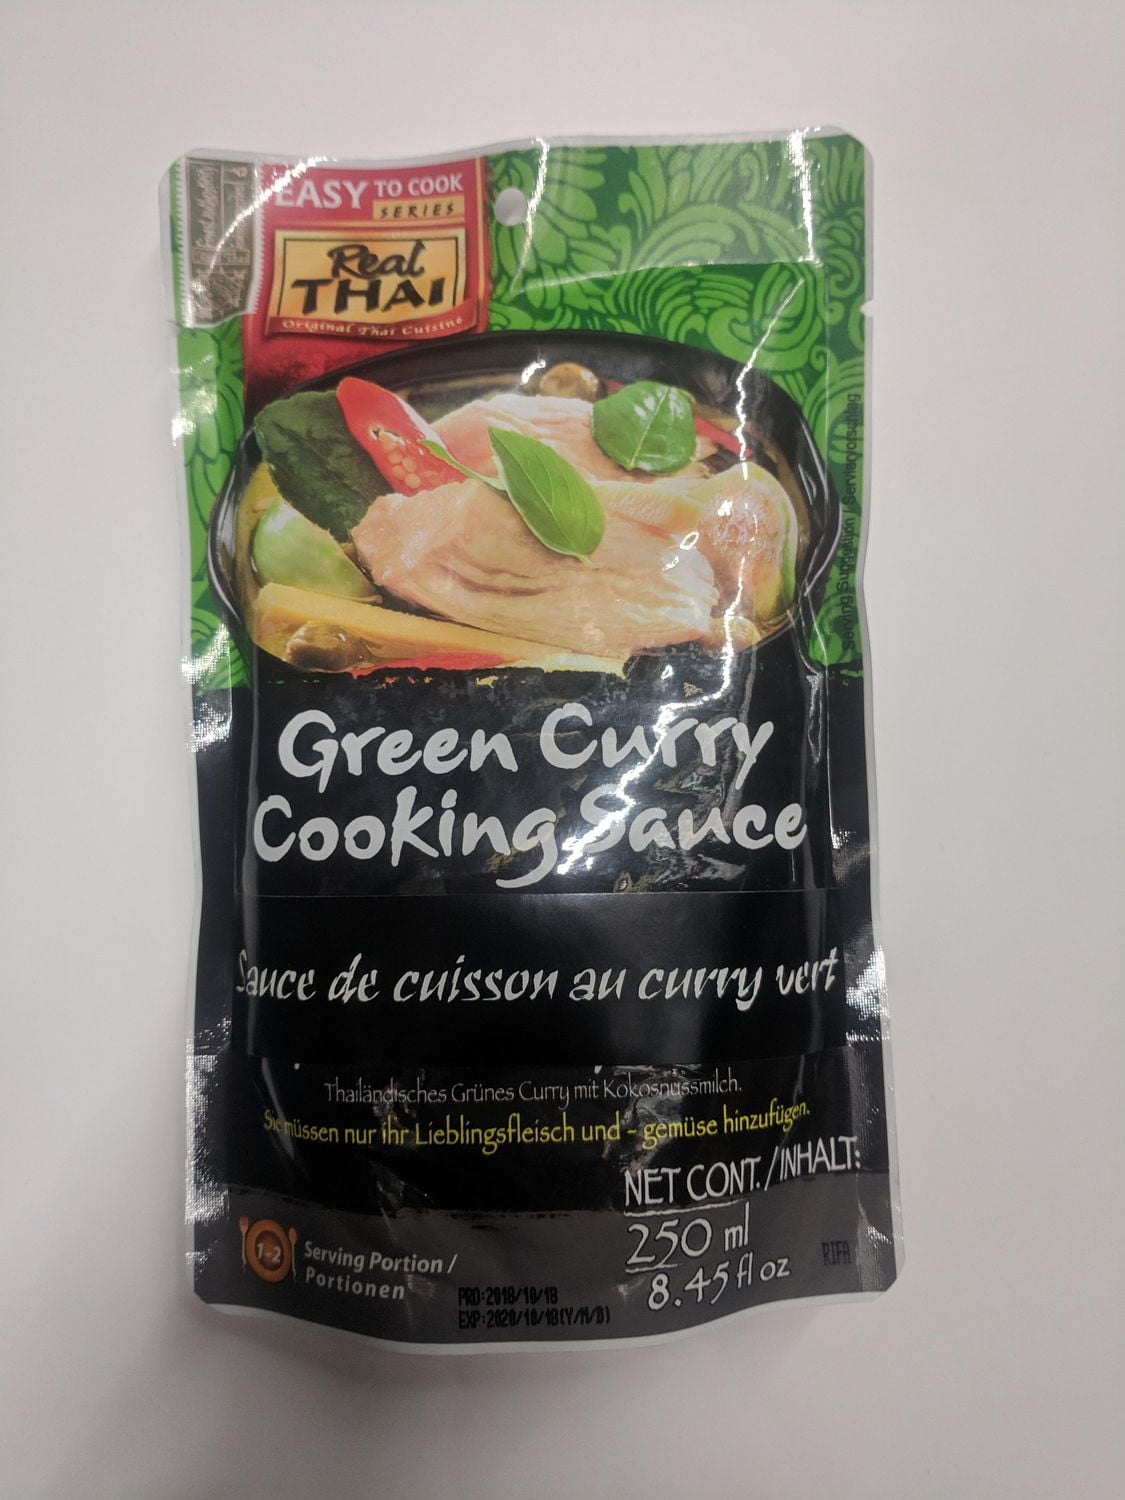 EASY TO COOK
SERIES
Real
THAI
Original Thai Cuisine
Serving Suggestion / Serviervorschlag
Green Curry
Cooking Sauce
Sauce de cuisson au curry vert
Thailändisches Grünes Curry mit Kokosnussmilch.
Sie müssen nur ihr Lieblingsfleisch und - gemüse hinzufügen.
NET CONT./INHALT:
250 ml
8.45 fl oz
RIFA
1-2
Serving Portion /
Portionen
PRD:2018/10/18
EXP:2020/10/18(Y/M/D)